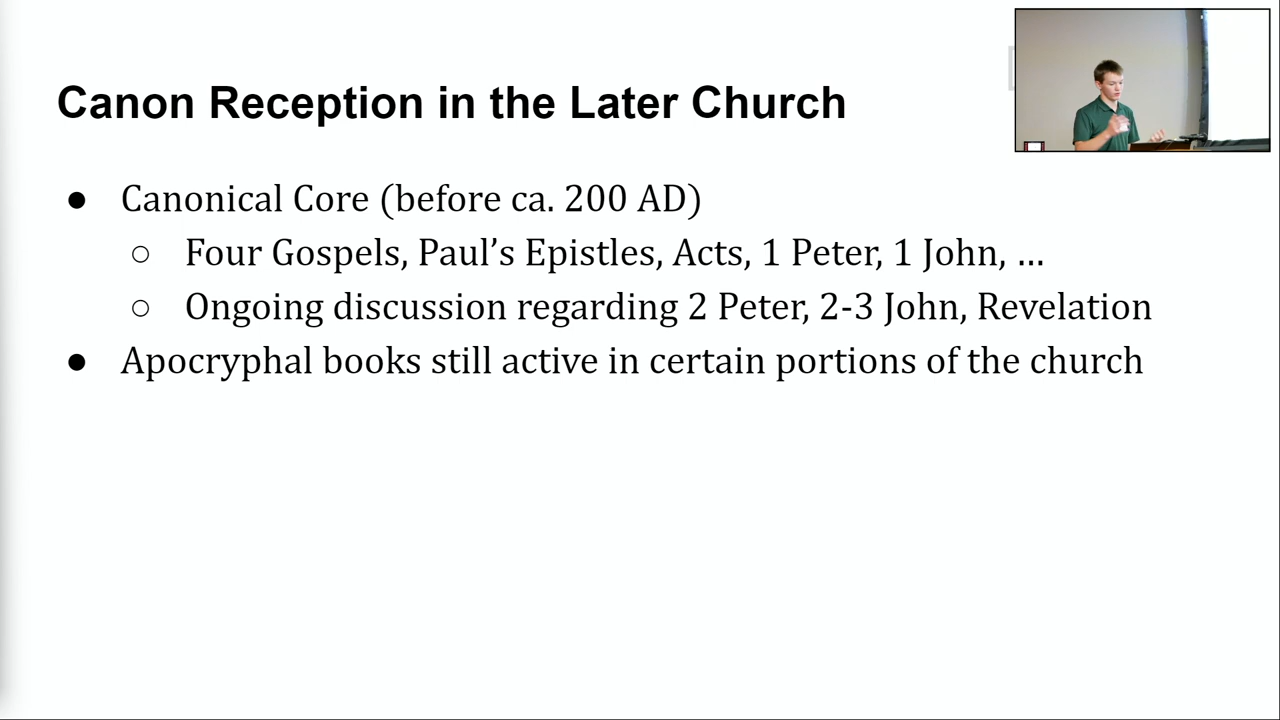 Canon Reception in the Later Church
● Canonical Core (before ca. 200 AD)
○ Four Gospels, Paul’s Epistles, Acts, 1 Peter, 1 John, …
○ Ongoing discussion regarding 2 Peter, 2-3 John, Revelation
● Apocryphal books still active in certain portions of the church